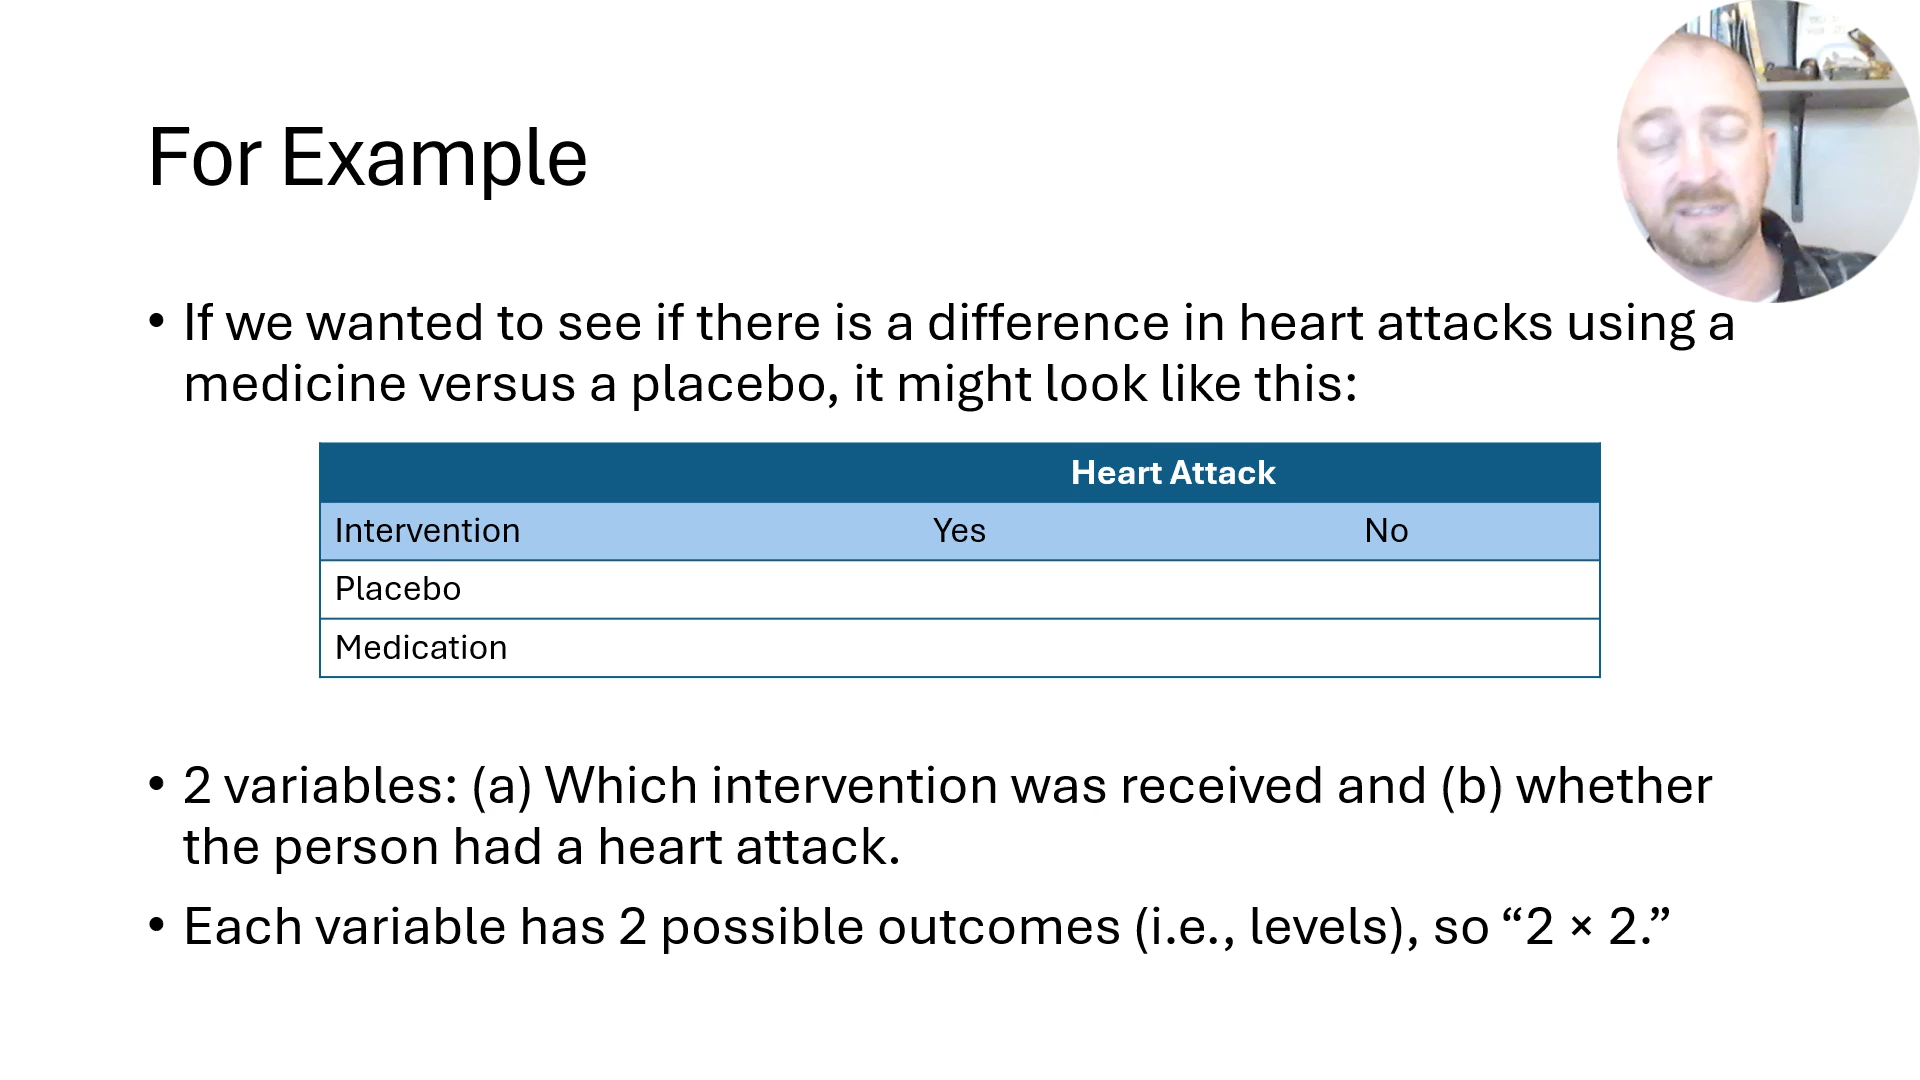 For Example
• If we wanted to see if there is a difference in heart attacks using a
medicine versus a placebo, it might look like this:
Heart Attack
Intervention Yes No
Placebo
Medication
• 2 variables: (a) Which intervention was received and (b) whether
the person had a heart attack.
• Each variable has 2 possible outcomes (i.e., levels), so “2 × 2.”